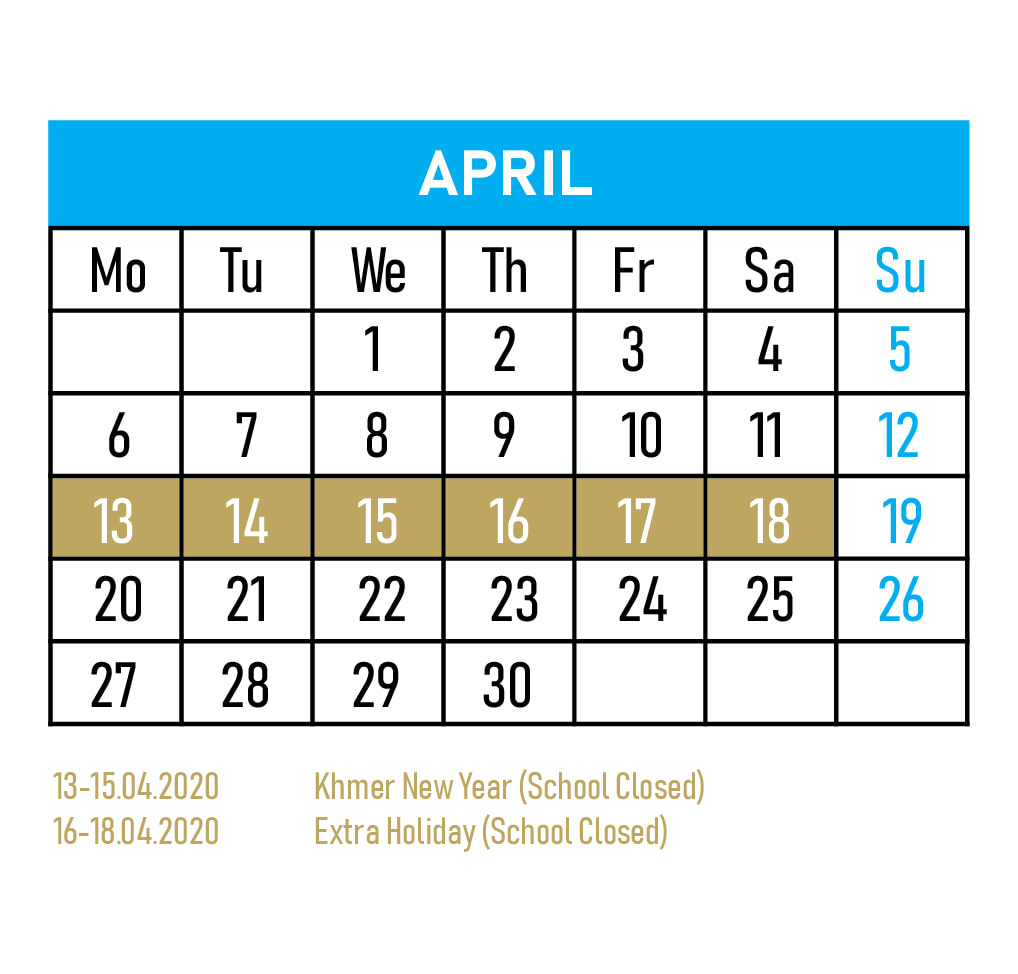 APRIL
Mo Tu We Th Fr Sa Su
1 2 3 4 5
6 7 8 9 10 11 12
13 14 15 16 17 18 19
20 21 22 23 24 25 26
27 28 29 30
13-15.04.2020 Khmer New Year (School Closed)
16-18.04.2020 Extra Holiday (School Closed)